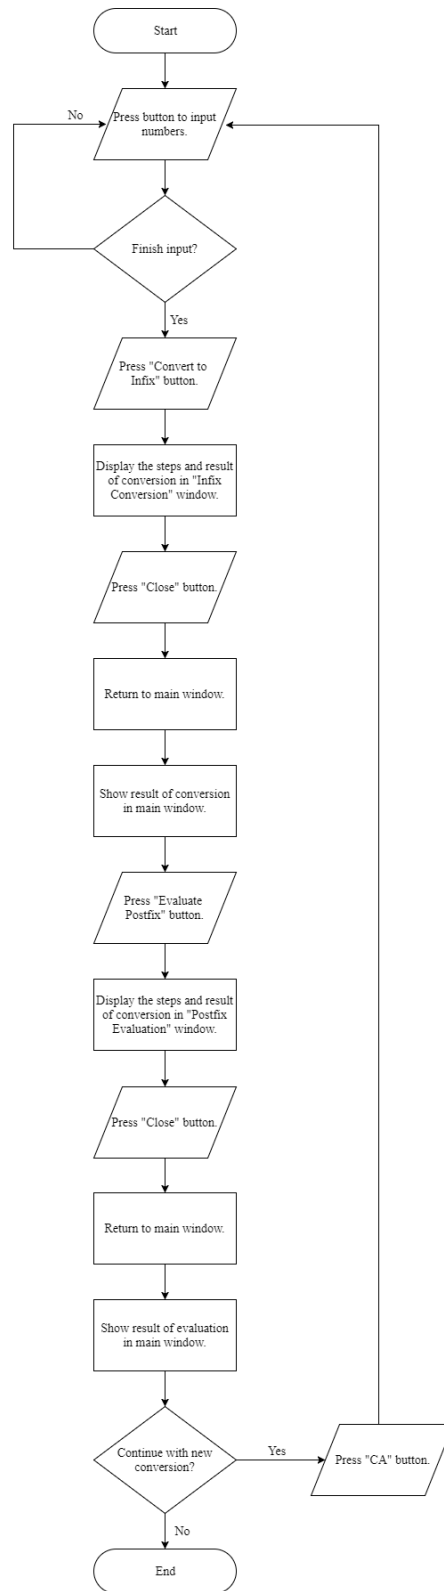 Start
Press button to input
numbers.
No
Finish input?
Yes
Press "Convert to
Infix" button.
Display the steps and result
of conversion in "Infix
Conversion" window.
Press "Close" button.
Return to main window.
Show result of conversion
in main window.
Press "Evaluate
Postfix" button.
Display the steps and result
of conversion in "Postfix
Evaluation" window.
Press "Close" button.
Return to main window.
Show result of evaluation
in main window.
Continue with new
conversion?
Yes
Press "CA" button.
No
End